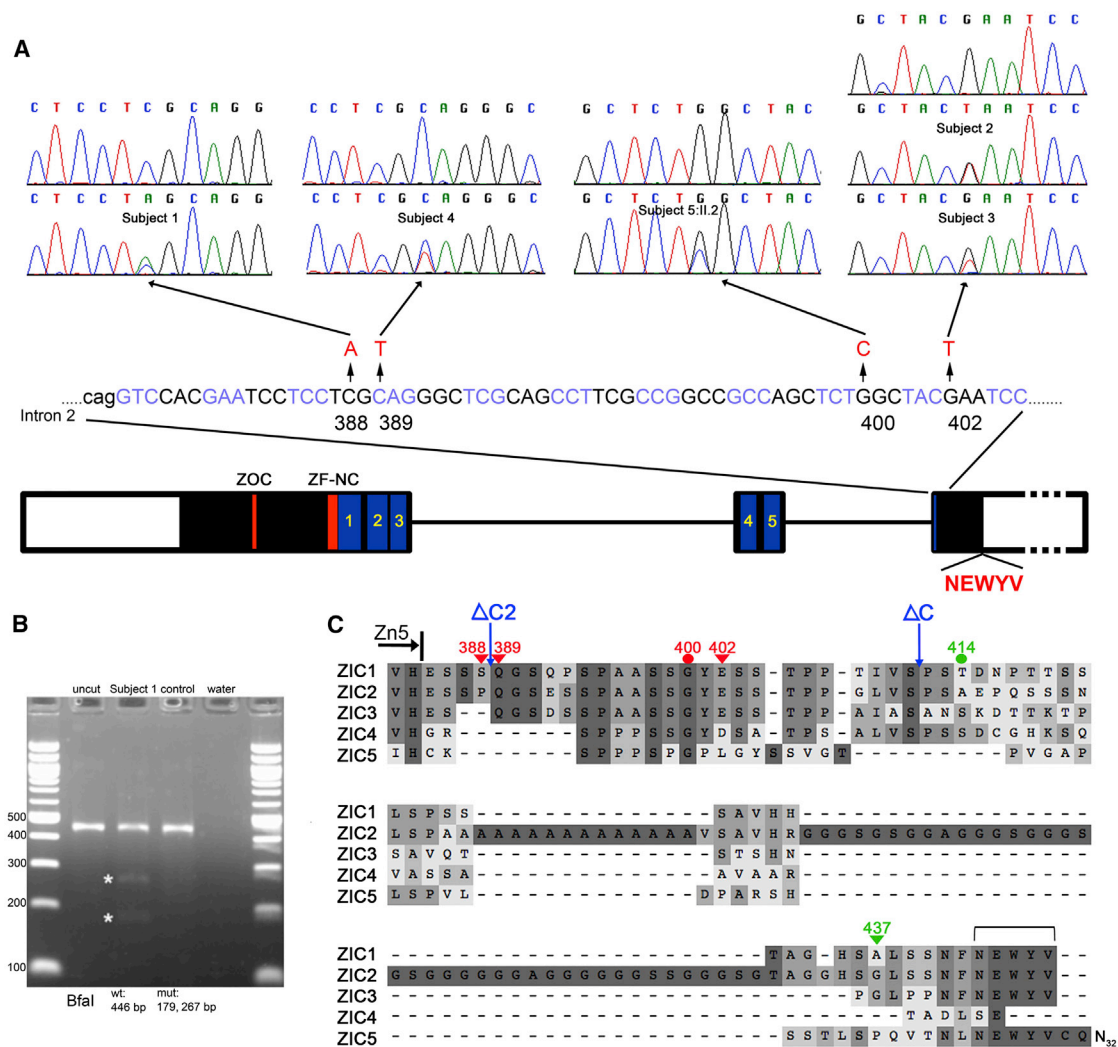 A
G C T A C G A A T C C
C T C C T C G C A G G
C C T C G C A G G G C
G C T C T G G C T A C
G C T A C T A A T C C
Subject 2
C T C C T A G C A G G
Subject 1
C C T C G C A G G G C
Subject 4
G C T C T G G C T A C
Subject 5:II.2
G C T A C G A A T C C
Subject 3
A T C T
.....cagGTCCACGAATCCTCCTCGCAGGGCTCGCAGCCTTCGCCGGCCGCCAGCTCTGGCTACGAATCC........
Intron 2
388 389 400 402
ZOC ZF-NC
1 2 3 4 5
NEWYV
B
uncut Subject 1 control water
500
400
300
200
100
*
*
BfaI
wt: 446 bp
mut: 179, 267 bp
C
Zn5
ΔC2
ΔC
388 389 400 402 414
ZIC1 V H E S S S Q G S Q P S P A A S S G Y E S S - T P P - T I V S P S T D N P T T S S
ZIC2 V H E S S P Q G S E S S P A A S S G Y E S S - T P P - G L V S P S A E P Q S S S N
ZIC3 V H E S - - Q G S D S S P A A S S G Y E S S - T P P - A I A S A N S K D T T K T P
ZIC4 V H G R - - - - - - - S P P P S S G Y D S A - T P S - A L V S P S S D C G H K S Q
ZIC5 I H C K - - - - - - - S P P P S P G P L G Y S S V G T - - - - - - - - - P V G A P
ZIC1 L S P S S - - - - - - - - - - - - - - S A V H H - - - - - - - - - - - - - - - - -
ZIC2 L S P A A A A A A A A A A A A A A A A A V S A V H R G G G S G S G G A G G G S G G G S
ZIC3 S A V Q T - - - - - - - - - - - - - - S T S H N - - - - - - - - - - - - - - - - -
ZIC4 V A S S A - - - - - - - - - - - - - - A V A A R - - - - - - - - - - - - - - - - -
ZIC5 L S P V L - - - - - - - - - - - - - D P A R S H - - - - - - - - - - - - - - - - -
437
ZIC1 - - - - - - - - - - - - - - - - - - - - - - T A G - H S A L S S N F N E W Y V - -
ZIC2 G S G G G G G G A G G G G G G S S G G G S G T A G G H S G L S S N F N E W Y V - -
ZIC3 - - - - - - - - - - - - - - - - - - - - - - - - - - - P G L P P N F N E W Y V - -
ZIC4 - - - - - - - - - - - - - - - - - - - - - - - - - - - - - - T A D L S E - - - - -
ZIC5 - - - - - - - - - - - - - - - - - - - - - - - S S T L S P Q V T N L N E W Y V C Q N32